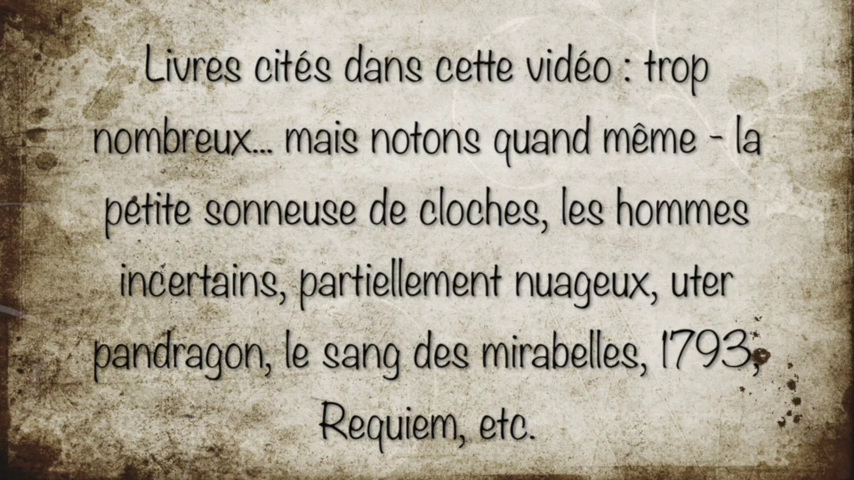 Livres cités dans cette vidéo : trop
nombreux... mais notons quand même - la
petite sonneuse de cloches, les hommes
incertains, partiellement nuageux, uter
pandragon, le sang des mirabelles, 1793,
Requiem, etc.